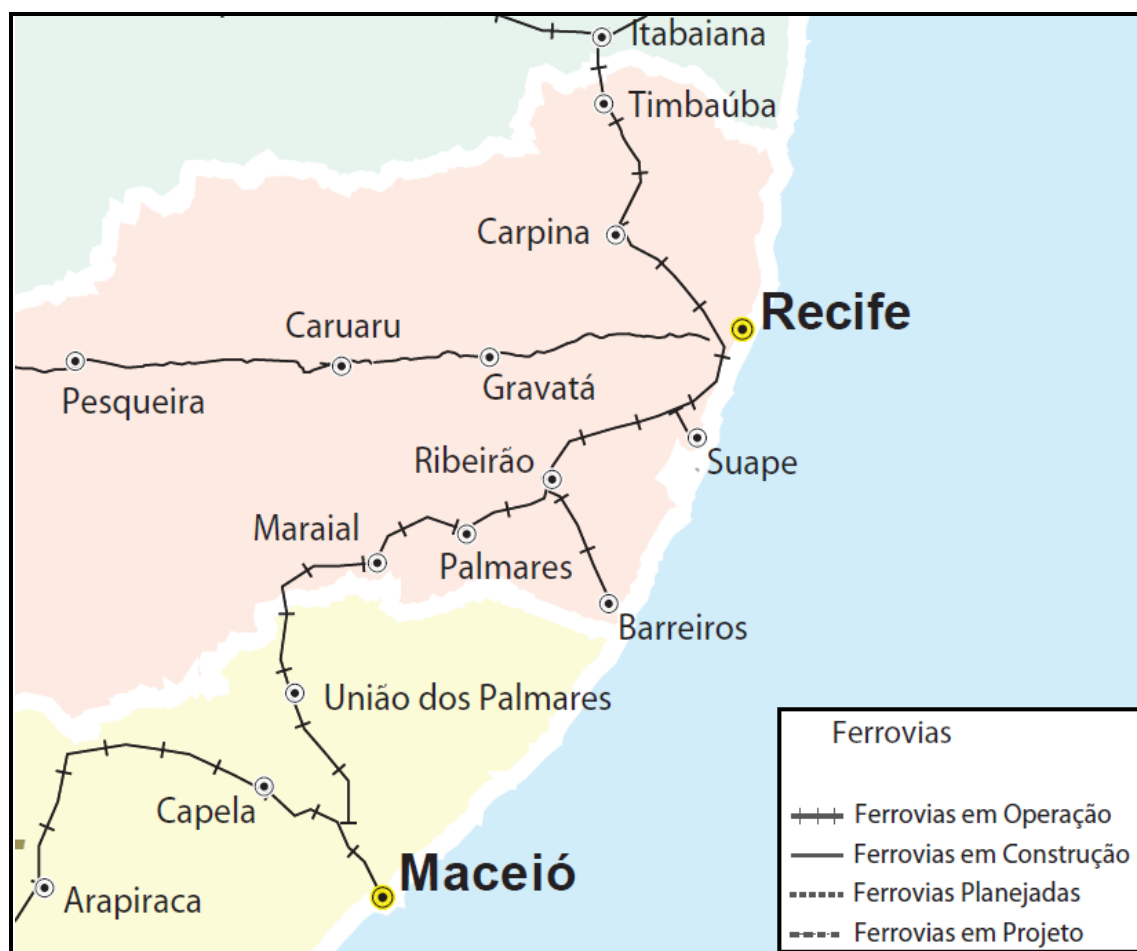 Itabaiana
Timbaúba
Carpina
Recife
Caruaru
Gravatá
Pesqueira
Ribeirão
Suape
Maraial
Palmares
Barreiros
União dos Palmares
Capela
Maceió
Arapiraca
Ferrovias
Ferrovias em Operação
Ferrovias em Construção
Ferrovias Planejadas
Ferrovias em Projeto